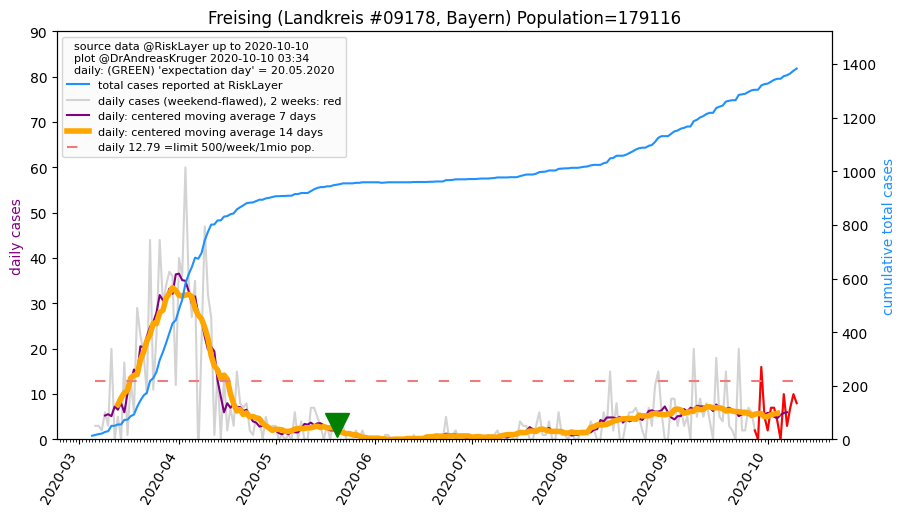 Freising (Landkreis #09178, Bayern) Population=179116
source data @RiskLayer up to 2020-10-10
plot @DrAndreasKruger 2020-10-10 03:34
daily: (GREEN) 'expectation day' = 20.05.2020
total cases reported at RiskLayer
daily cases (weekend-flawed), 2 weeks: red
daily: centered moving average 7 days
daily: centered moving average 14 days
daily 12.79 =limit 500/week/1mio pop.
daily cases
90
80
70
60
50
40
30
20
10
0
1400
1200
1000
800
600
400
200
0
cumulative total cases
2020-03
2020-04
2020-05
2020-06
2020-07
2020-08
2020-09
2020-10